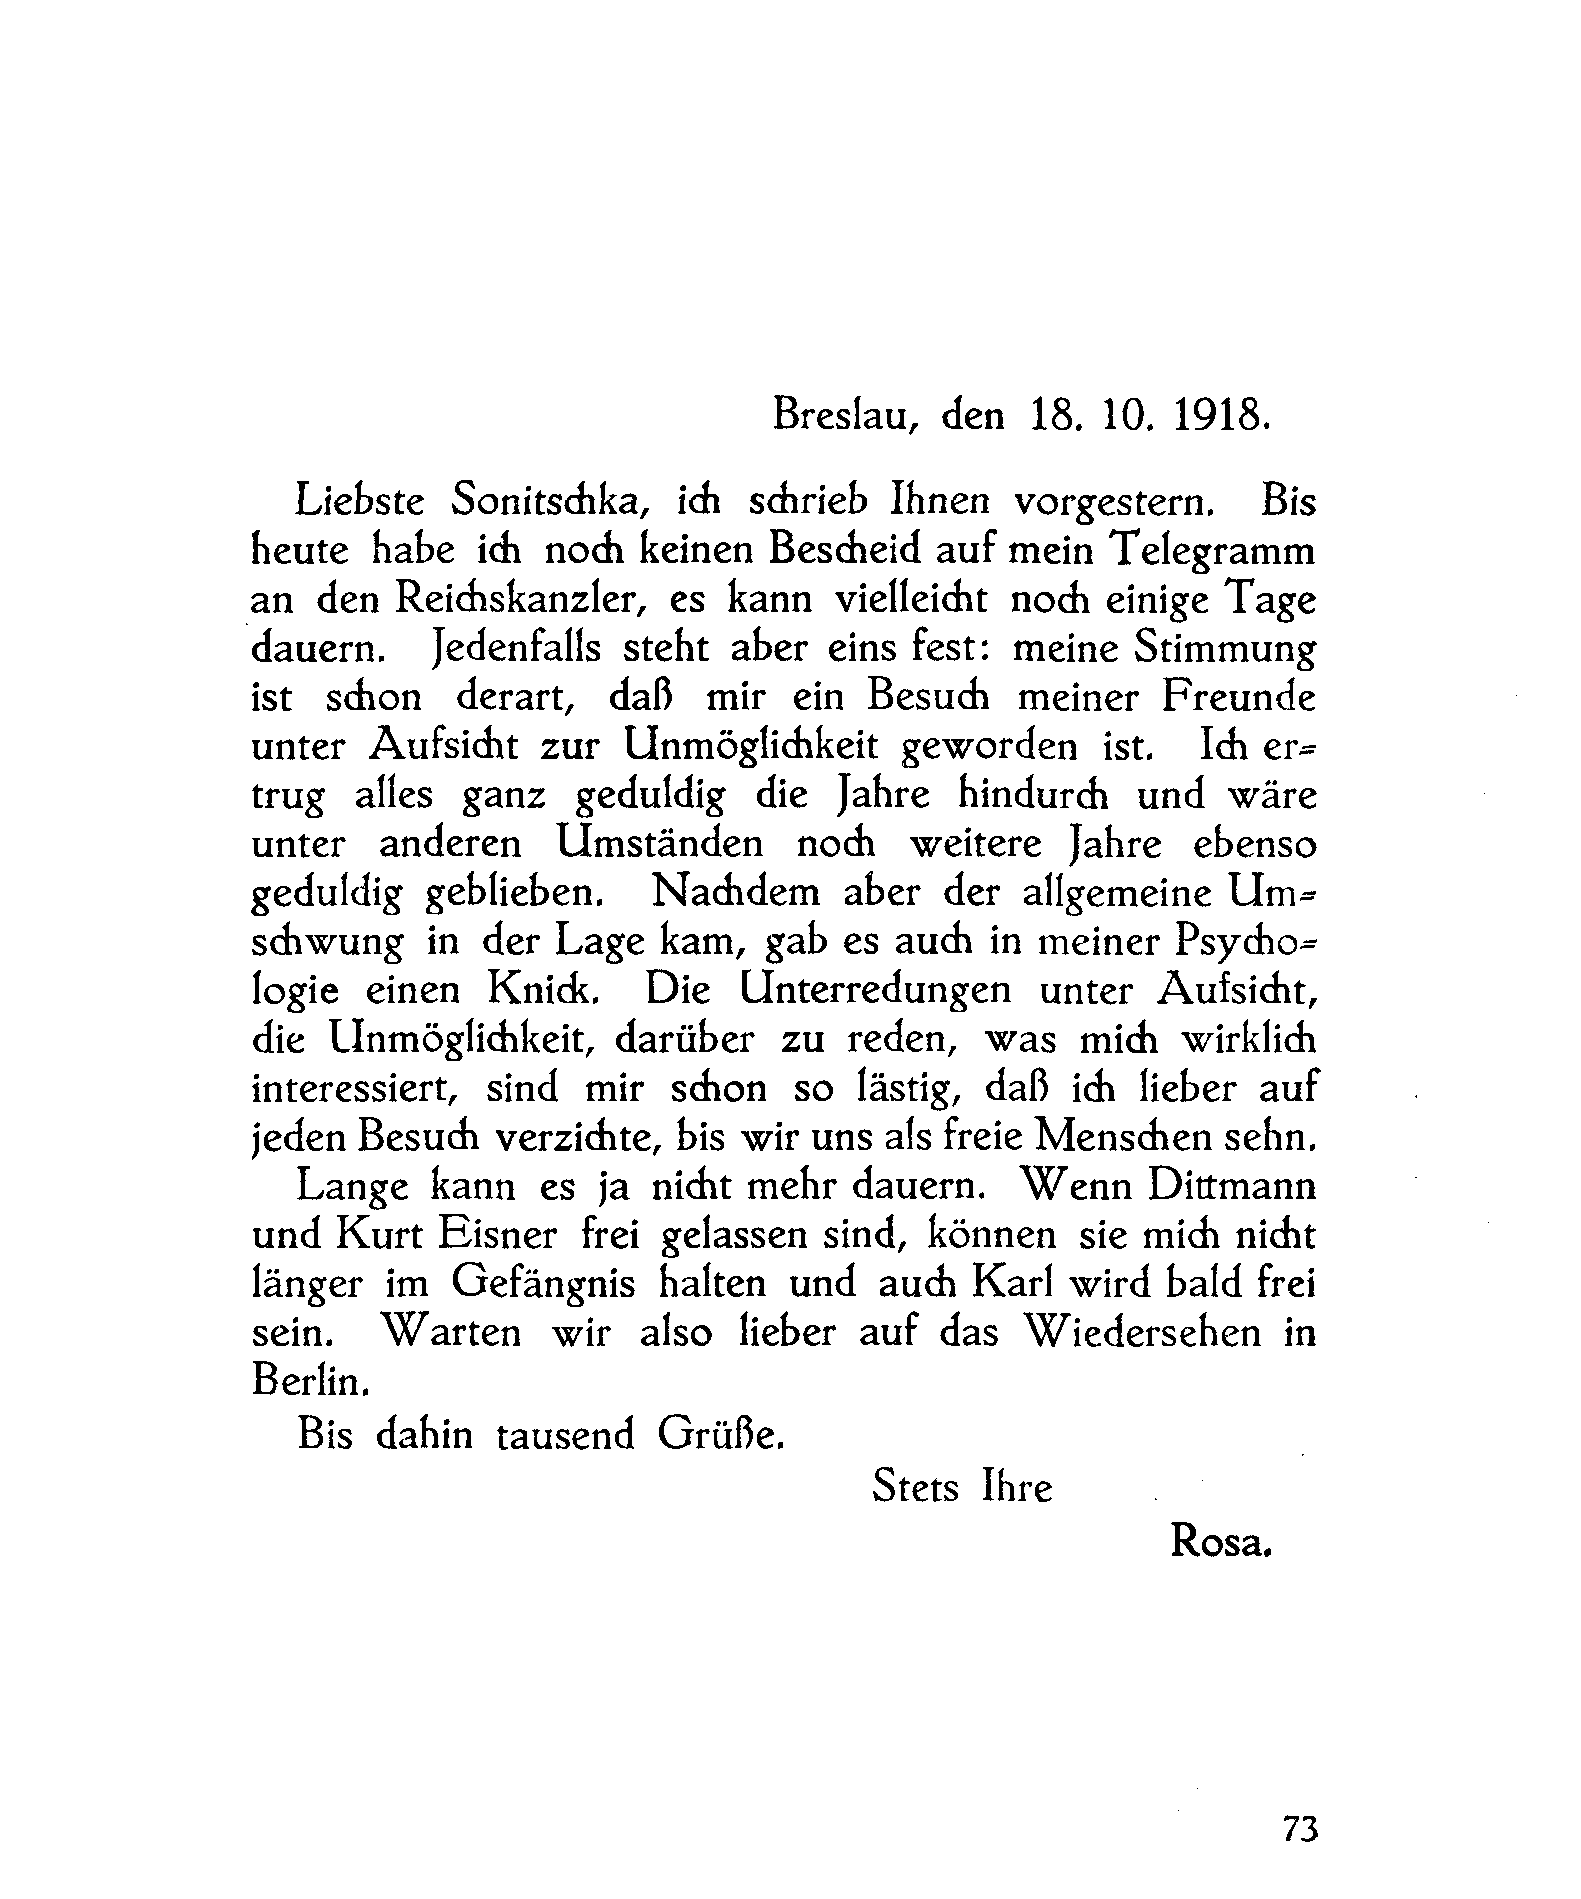 Breslau, den 18. 10. 1918.
Liebste Sonitschka, ich schrieb Ihnen vorgestern. Bis
heute habe ich noch keinen Bescheid auf mein Telegramm
an den Reichskanzler, es kann vielleicht noch einige Tage
dauern. Jedenfalls steht aber eins fest: meine Stimmung
ist schon derart, daß mir ein Besuch meiner Freunde
unter Aufsicht zur Unmöglichkeit geworden ist. Ich er=
trug alles ganz geduldig die Jahre hindurch und wäre
unter anderen Umständen noch weitere Jahre ebenso
geduldig geblieben. Nachdem aber der allgemeine Um=
schwung in der Lage kam, gab es auch in meiner Psycho=
logie einen Knick. Die Unterredungen unter Aufsicht,
die Unmöglichkeit, darüber zu reden, was mich wirklich
interessiert, sind mir schon so lästig, daß ich lieber auf
jeden Besuch verzichte, bis wir uns als freie Menschen sehn.
Lange kann es ja nicht mehr dauern. Wenn Dittmann
und Kurt Eisner frei gelassen sind, können sie mich nicht
länger im Gefängnis halten und auch Karl wird bald frei
sein. Warten wir also lieber auf das Wiedersehen in
Berlin.
Bis dahin tausend Grüße.
Stets Ihre
Rosa.
73